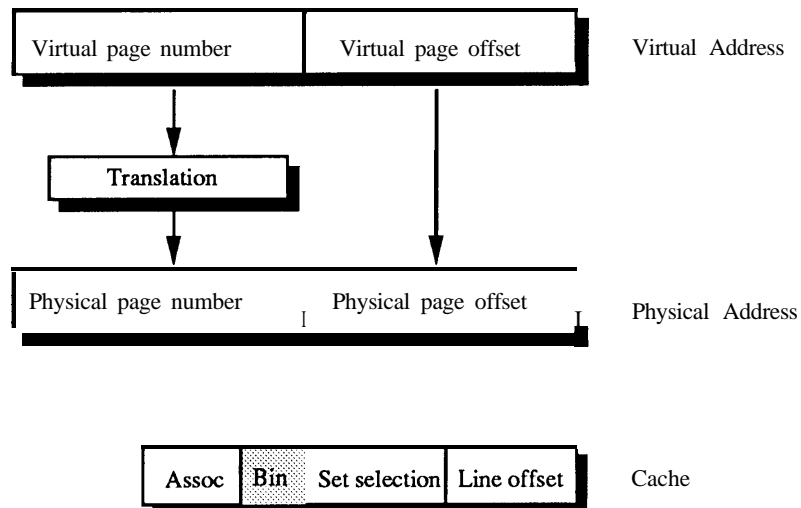 Virtual page number Virtual page offset Virtual Address
Translation
Physical page number Physical page offset Physical Address
Assoc Bin Set selection Line offset Cache